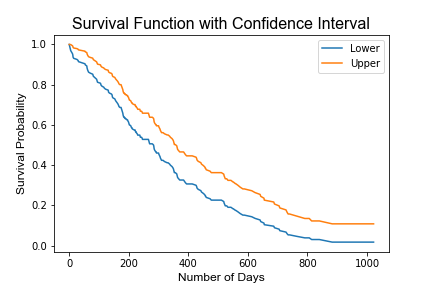 Survival Function with Confidence Interval
Lower
Upper
Survival Probability
1.0
0.8
0.6
0.4
0.2
0.0
0 200 400 600 800 1000
Number of Days